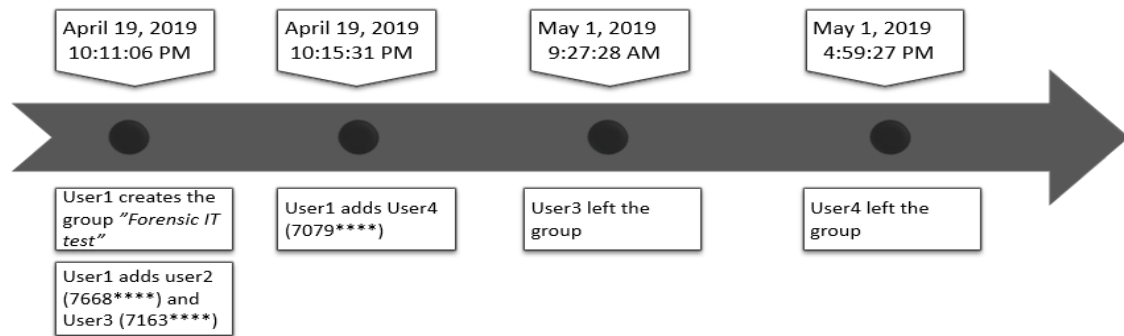 April 19, 2019
10:11:06 PM
April 19, 2019
10:15:31 PM
May 1, 2019
9:27:28 AM
May 1, 2019
4:59:27 PM
User1 creates the
group ”Forensic IT
test”
User1 adds user2
(7668****) and
User3 (7163****)
User1 adds User4
(7079****)
User3 left the
group
User4 left the
group